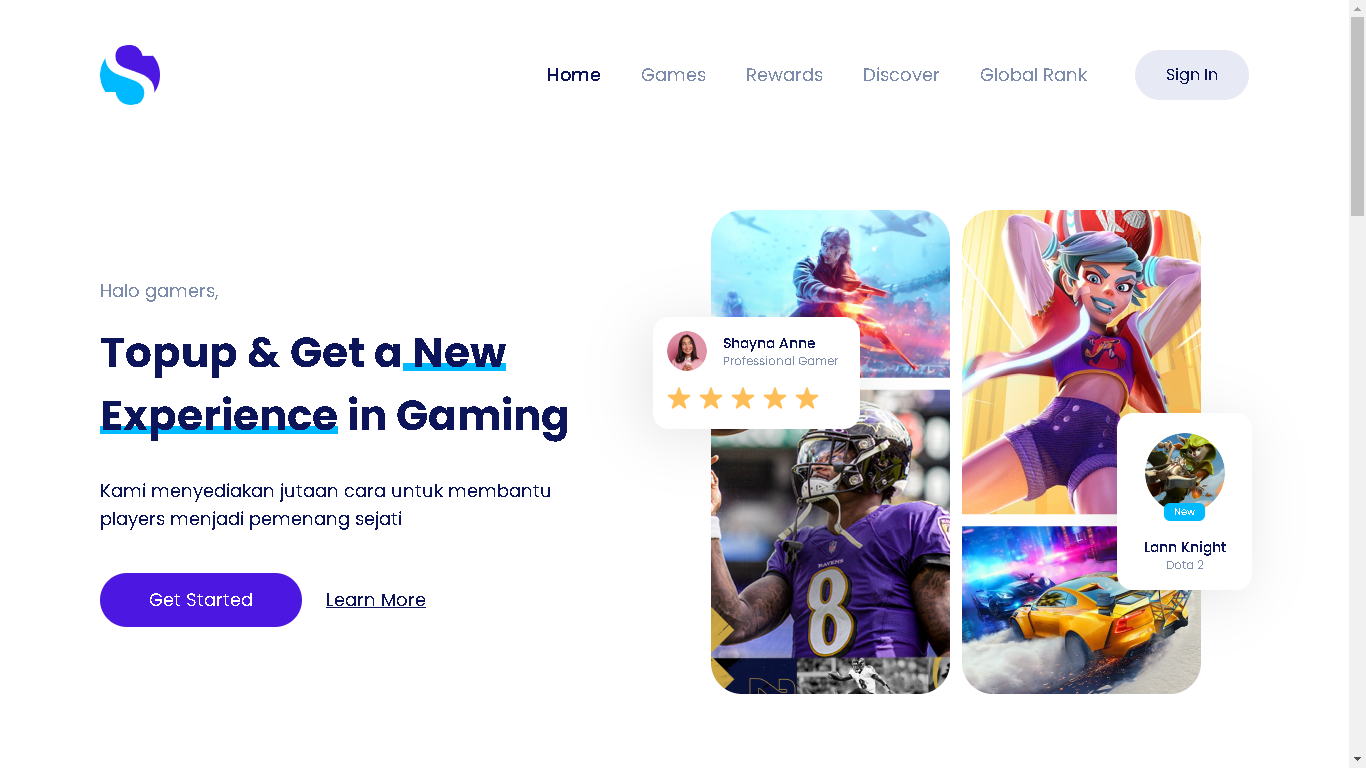 Home Games Rewards Discover Global Rank Sign In
Halo gamers,
Topup & Get a New
Experience in Gaming
Kami menyediakan jutaan cara untuk membantu
players menjadi pemenang sejati
Get Started Learn More
Shayna Anne
Professional Gamer
RAVENS
8
New
Lann Knight
Dota 2